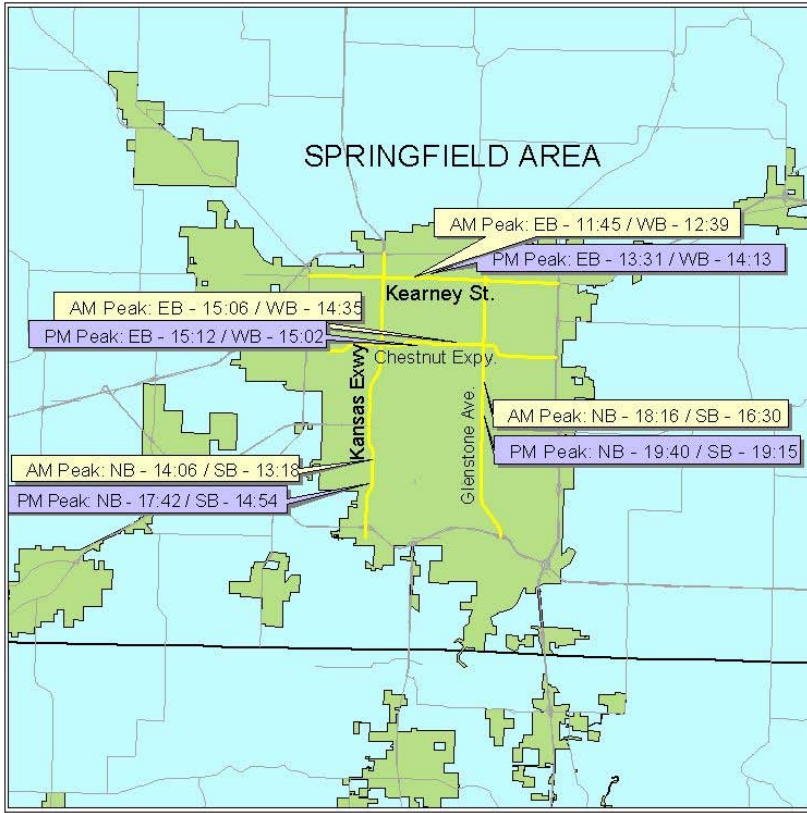 SPRINGFIELD AREA
AM Peak: EB - 11:45 / WB - 12:39
PM Peak: EB - 13:31 / WB - 14:13
Kearney St.
AM Peak: EB - 15:06 / WB - 14:35
PM Peak: EB - 15:12 / WB - 15:02
Chestnut Expy.
Kansas Exwy
Glenstone Ave.
AM Peak: NB - 18:16 / SB - 16:30
PM Peak: NB - 19:40 / SB - 19:15
AM Peak: NB - 14:06 / SB - 13:18
PM Peak: NB - 17:42 / SB - 14:54